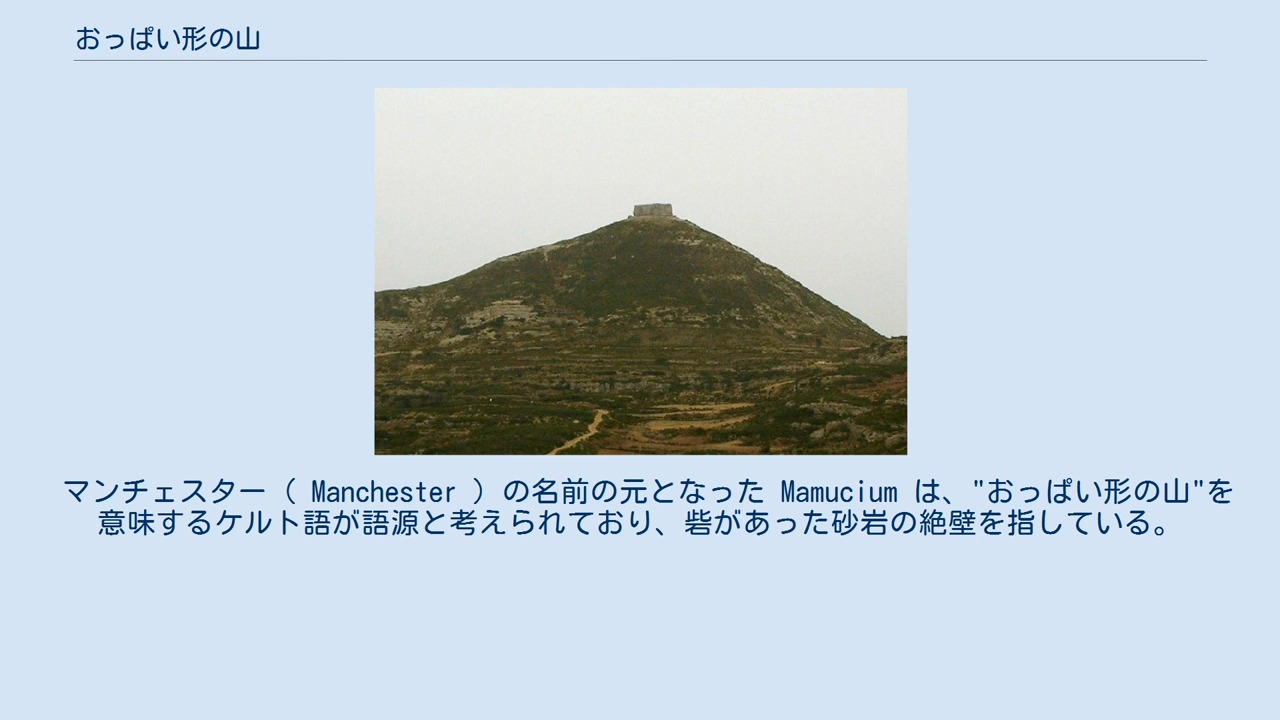 おっぱい形の山
マンチェスター ( Manchester ) の名前の元となった Mamucium は、"おっぱい形の山"を
意味するケルト語が語源と考えられており、砦があった砂岩の絶壁を指している。